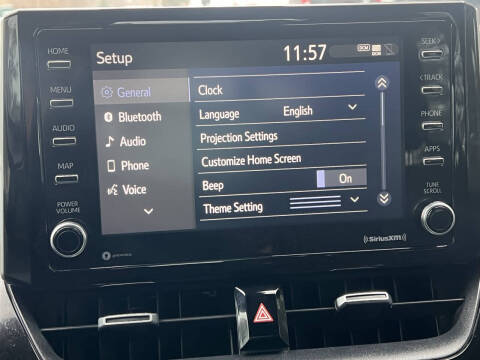 HOME
MENU
AUDIO
MAP
POWER
VOLUME
Setup
11:57
DCM
General
Bluetooth
Audio
Phone
Voice
Clock
Language English
Projection Settings
Customize Home Screen
Beep On
Theme Setting
SEEK
TRACK
PHONE
APPS
TUNE
SCROLL
SiriusXM